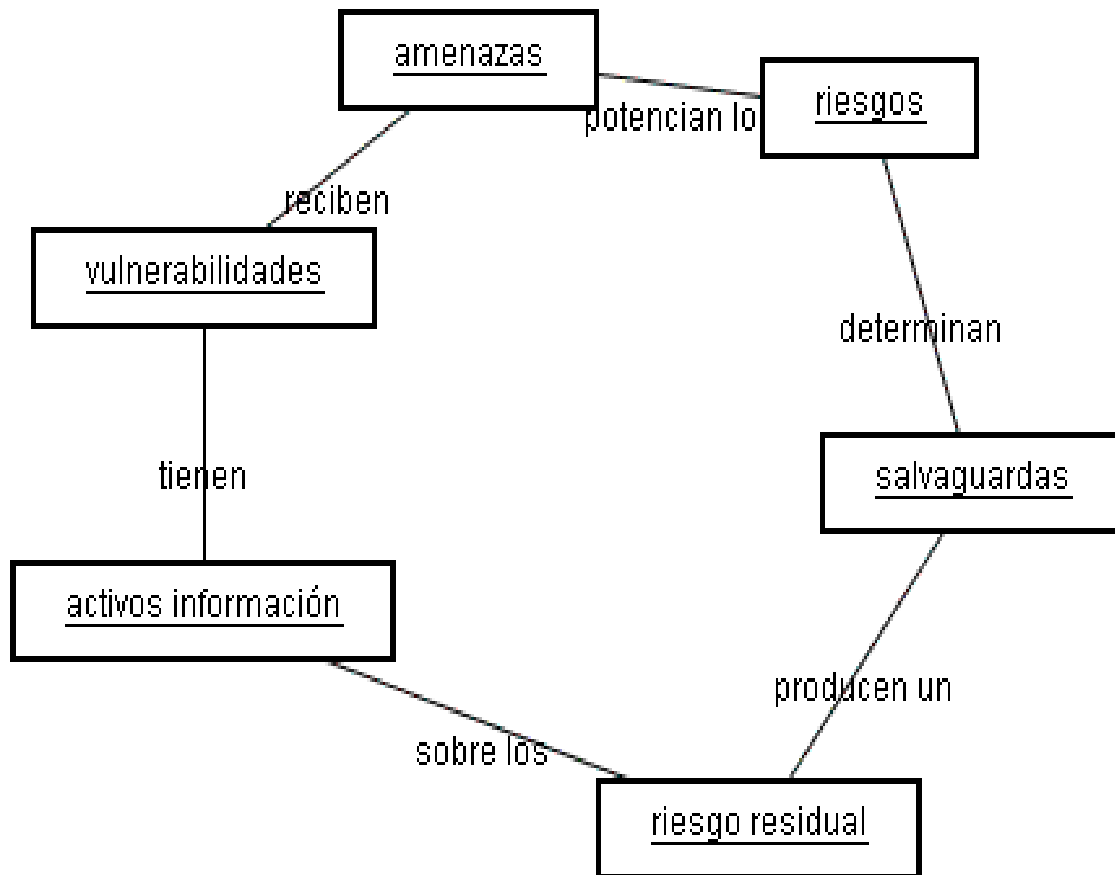 amenazas
riesgos
potencian lo
reciben
vulnerabilidades
determinan
salvaguardas
tienen
activos información
producen un
sobre los
riesgo residual